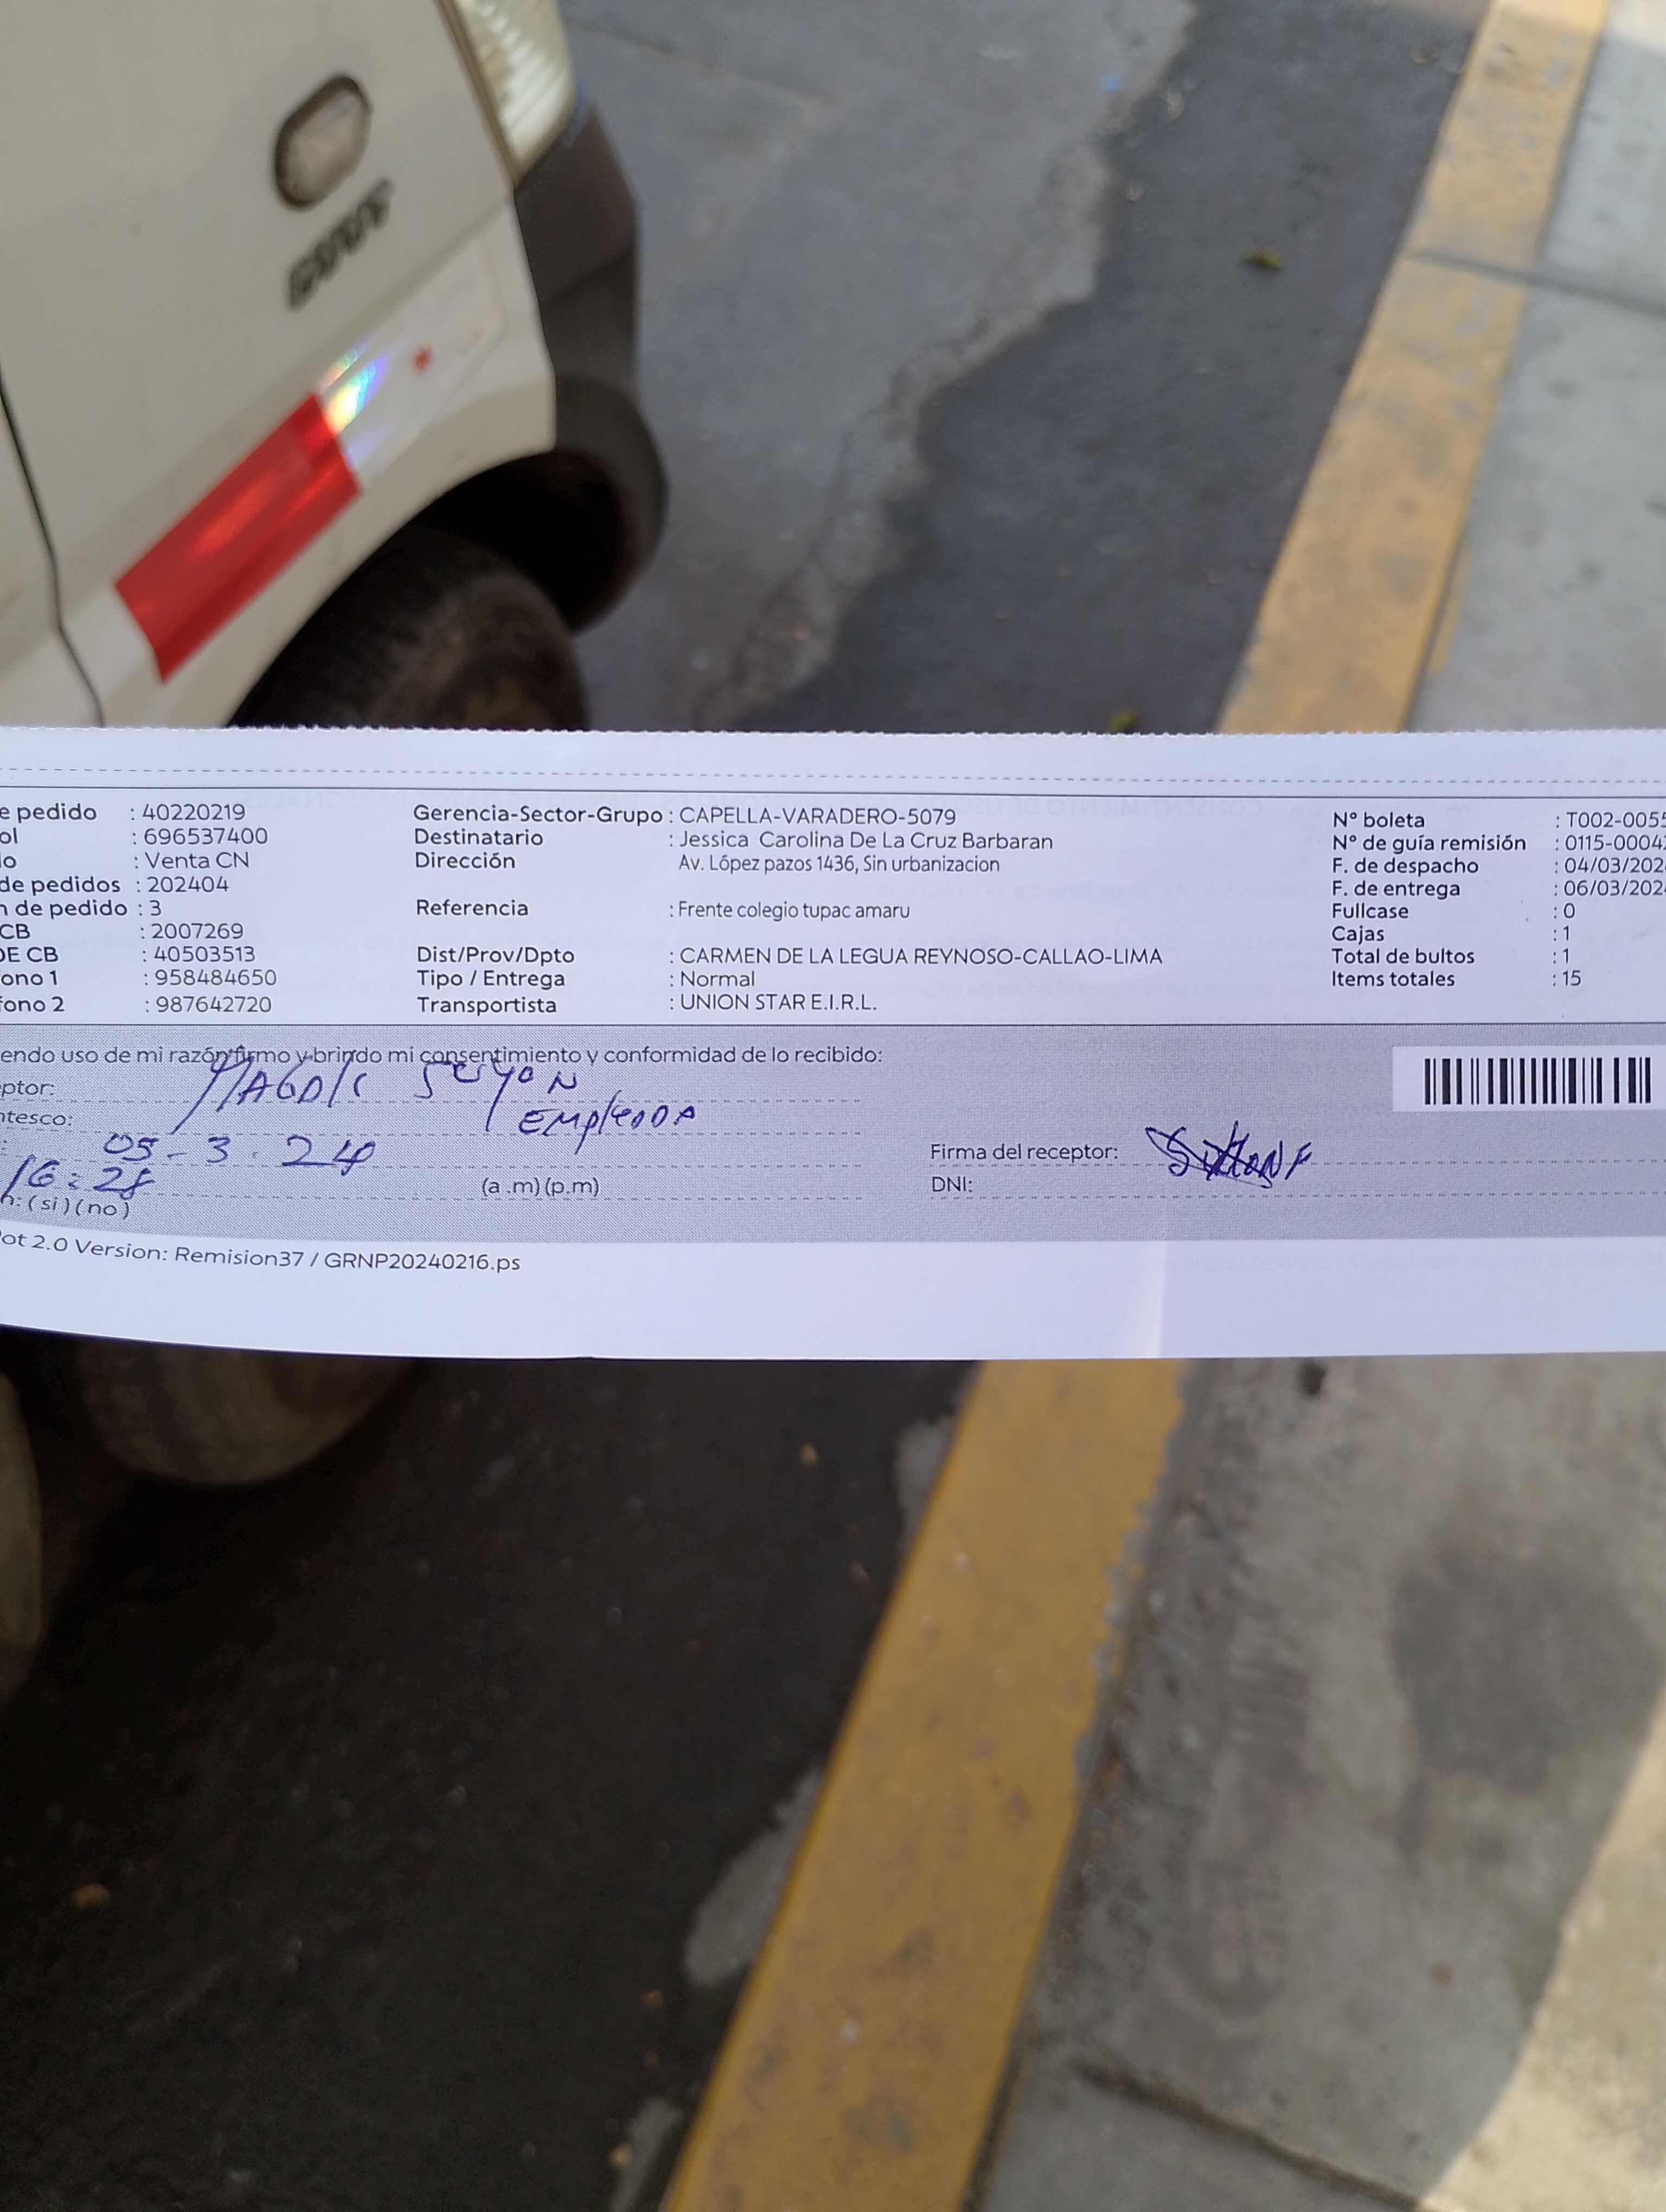 e pedido : 40220219 Gerencia-Sector-Grupo : CAPELLA-VARADERO-5079 N° boleta : T002-0055
ol : 696537400 Destinatario : Jessica Carolina De La Cruz Barbaran N° de guía remisión : 0115-0004
o : Venta CN Dirección Av. López pazos 1436, Sin urbanizacion F. de despacho : 04/03/202
de pedidos : 202404 F. de entrega : 06/03/202
n de pedido : 3 Referencia : Frente colegio tupac amaru Fullcase : 0
CB : 2007269 Cajas : 1
DE CB : 40503513 Dist/Prov/Dpto : CARMEN DE LA LEGUA REYNOSO-CALLAO-LIMA Total de bultos : 1
ono 1 : 958484650 Tipo / Entrega : Normal Items totales : 15
fono 2 : 987642720 Transportista : UNION STAR E.I.R.L.
endo uso de mi razón firmo y brindo mi consentimiento y conformidad de lo recibido:
ptor: MAGDIC SUYON
ntesco: EMPleADA
: 05-3.24 Firma del receptor:
16:28 (a.m)(p.m) DNI:
n: (si)(no)
ot 2.0 Version: Remision37 / GRNP20240216.ps